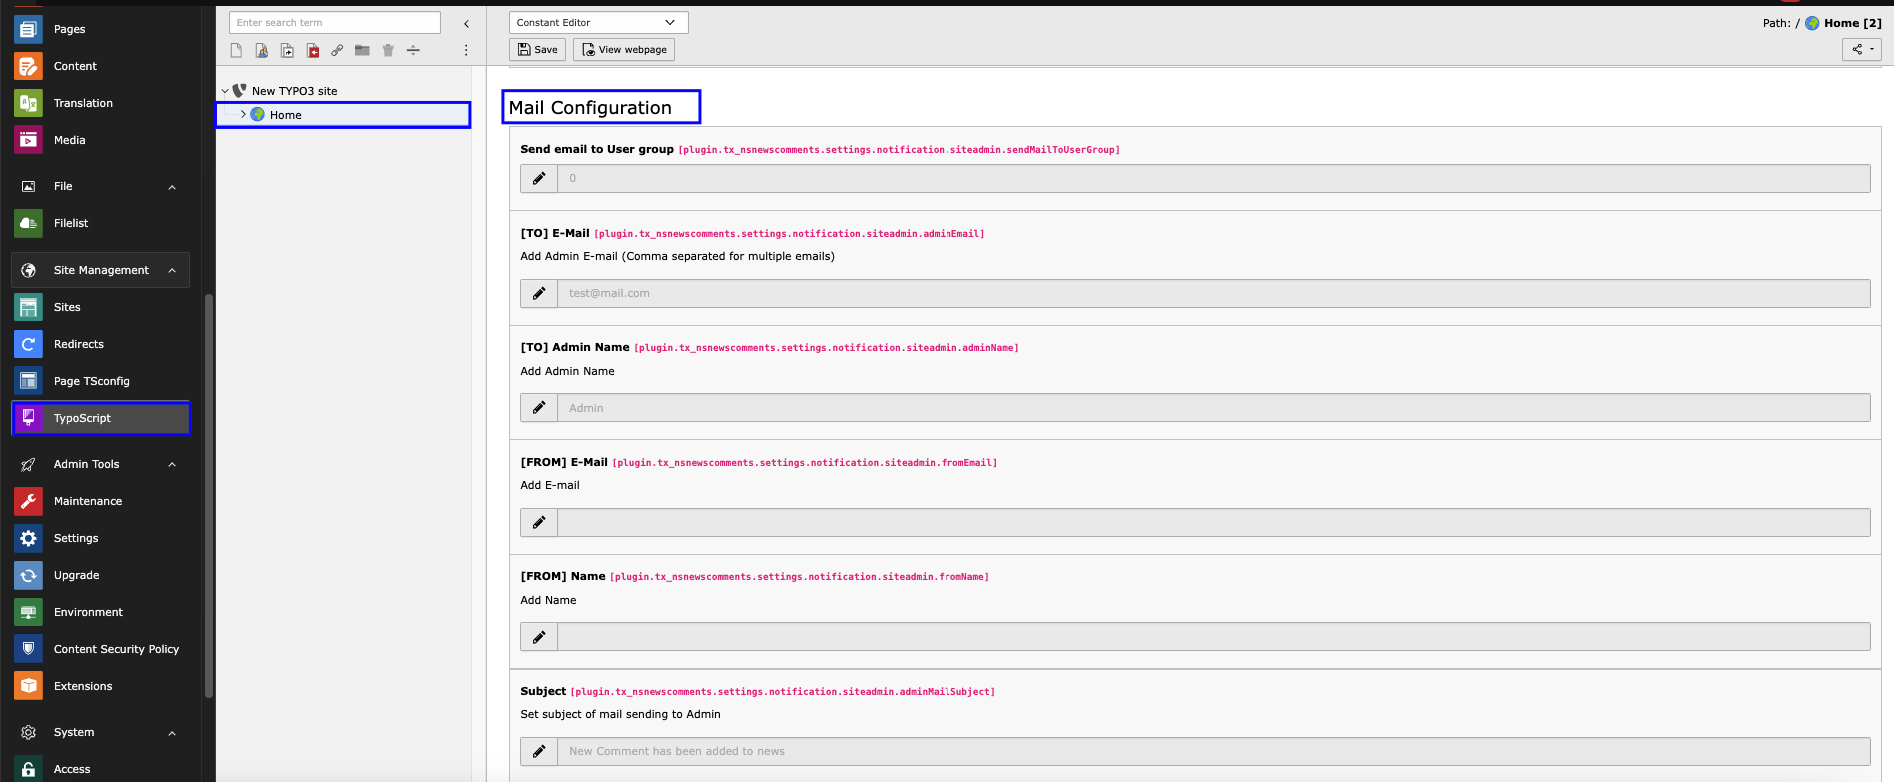 Pages
Content
Translation
Media
File
Filelist
Site Management
Sites
Redirects
Page TSconfig
TypoScript
Admin Tools
Maintenance
Settings
Upgrade
Environment
Content Security Policy
Extensions
System
Access
Enter search term
New TYPO3 site
Home
Constant Editor
Path: / Home [2]
Save
View webpage
Mail Configuration
Send email to User group [plugin.tx_nsnewscomments.settings.notification.siteadmin.sendMailToUserGroup]
0
[TO] E-Mail [plugin.tx_nsnewscomments.settings.notification.siteadmin.adminEmail]
Add Admin E-mail (Comma separated for multiple emails)
test@mail.com
[TO] Admin Name [plugin.tx_nsnewscomments.settings.notification.siteadmin.adminName]
Add Admin Name
Admin
[FROM] E-Mail [plugin.tx_nsnewscomments.settings.notification.siteadmin.fromEmail]
Add E-mail
[FROM] Name [plugin.tx_nsnewscomments.settings.notification.siteadmin.fromName]
Add Name
Subject [plugin.tx_nsnewscomments.settings.notification.siteadmin.adminMailSubject]
Set subject of mail sending to Admin
New Comment has been added to news